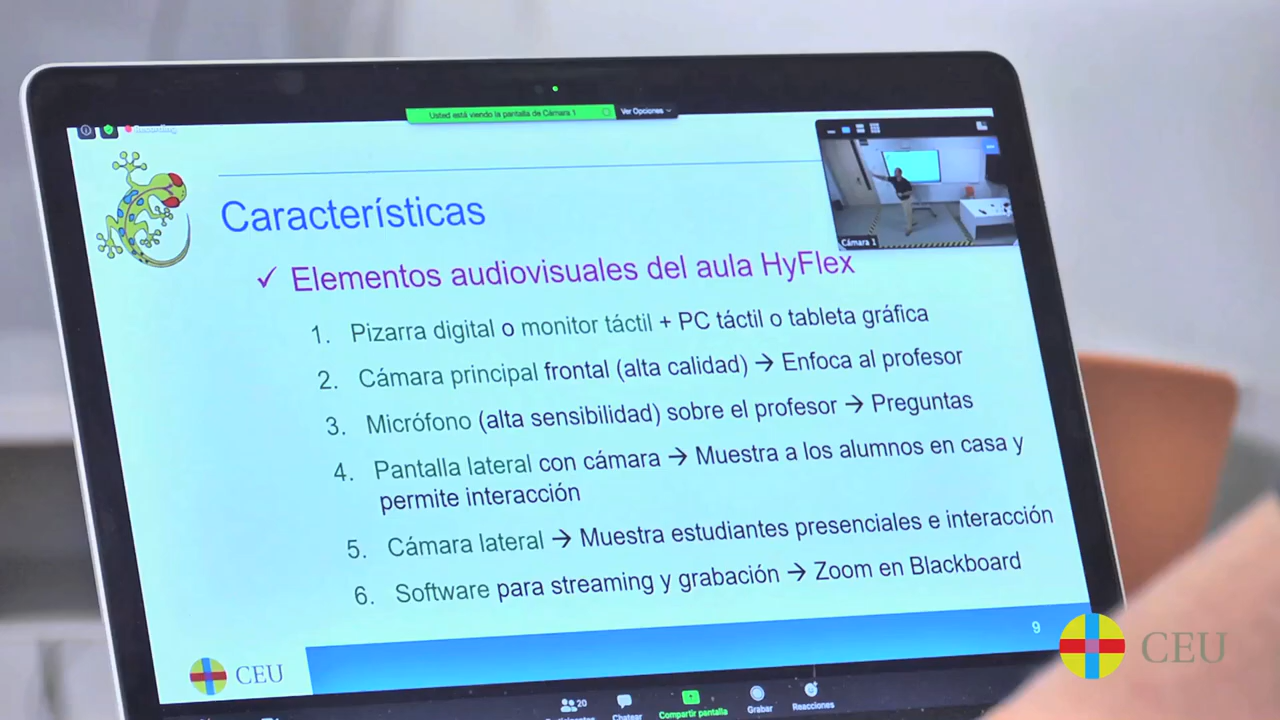 Usted está viendo la pantalla de Cámara 1
Ver Opciones
Recording
Características
Cámara 1
✓ Elementos audiovisuales del aula HyFlex
1. Pizarra digital o monitor táctil + PC táctil o tableta gráfica
2. Cámara principal frontal (alta calidad) → Enfoca al profesor
3. Micrófono (alta sensibilidad) sobre el profesor → Preguntas
4. Pantalla lateral con cámara → Muestra a los alumnos en casa y
permite interacción
5. Cámara lateral → Muestra estudiantes presenciales e interacción
6. Software para streaming y grabación → Zoom en Blackboard
9
CEU
CEU
20
Chatear
Compartir pantalla
Grabar
Reacciones